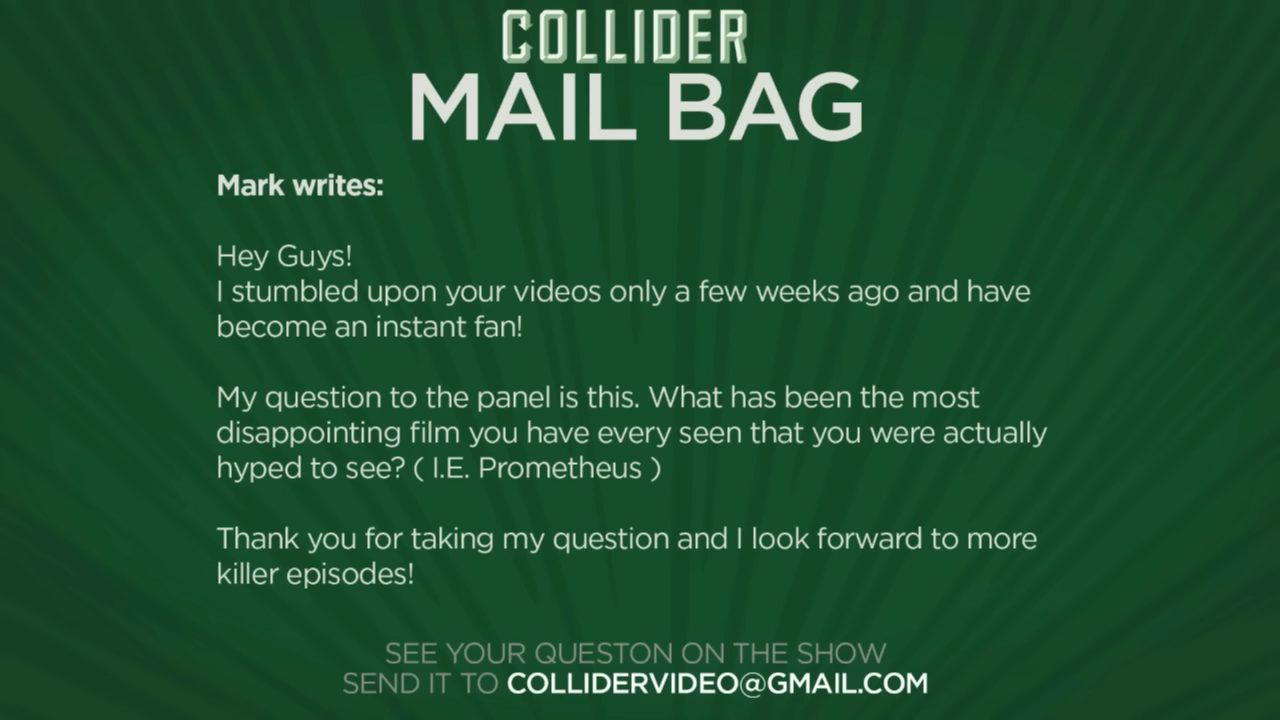 COLLIDER
MAIL BAG
Mark writes:
Hey Guys!
I stumbled upon your videos only a few weeks ago and have
become an instant fan!
My question to the panel is this. What has been the most
disappointing film you have every seen that you were actually
hyped to see? ( I.E. Prometheus )
Thank you for taking my question and I look forward to more
killer episodes!
SEE YOUR QUESTON ON THE SHOW
SEND IT TO COLLIDERVIDEO@GMAIL.COM